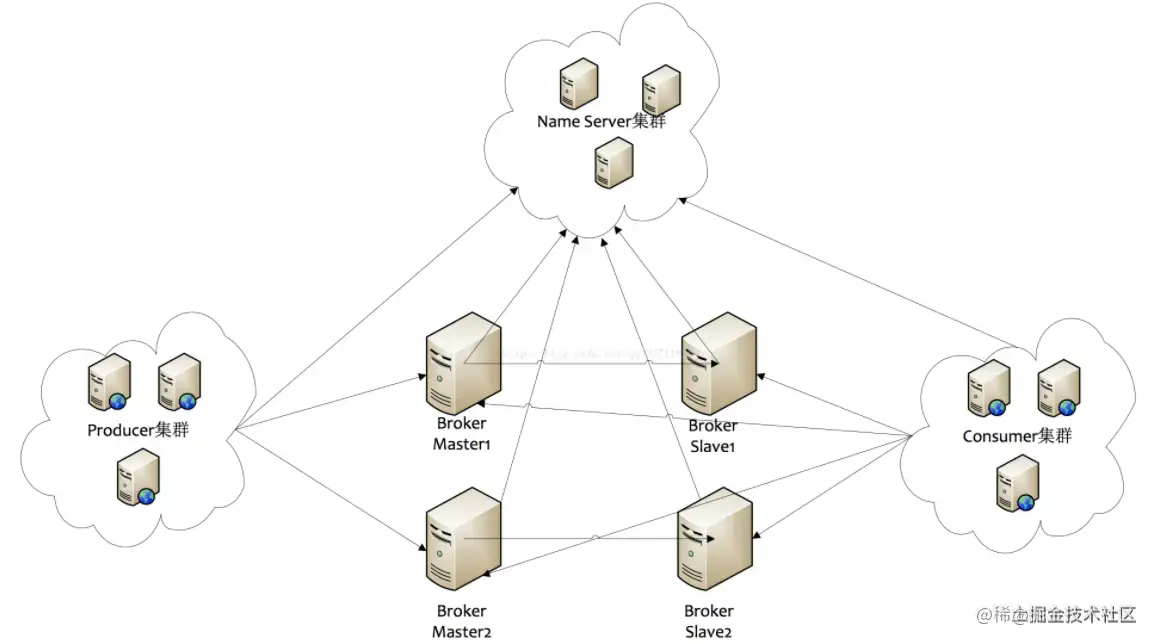 Name Server集群
Producer集群
Broker
Master1
Broker
Slave1
Consumer集群
Broker
Master2
Broker
Slave2
@稀土掘金技术社区